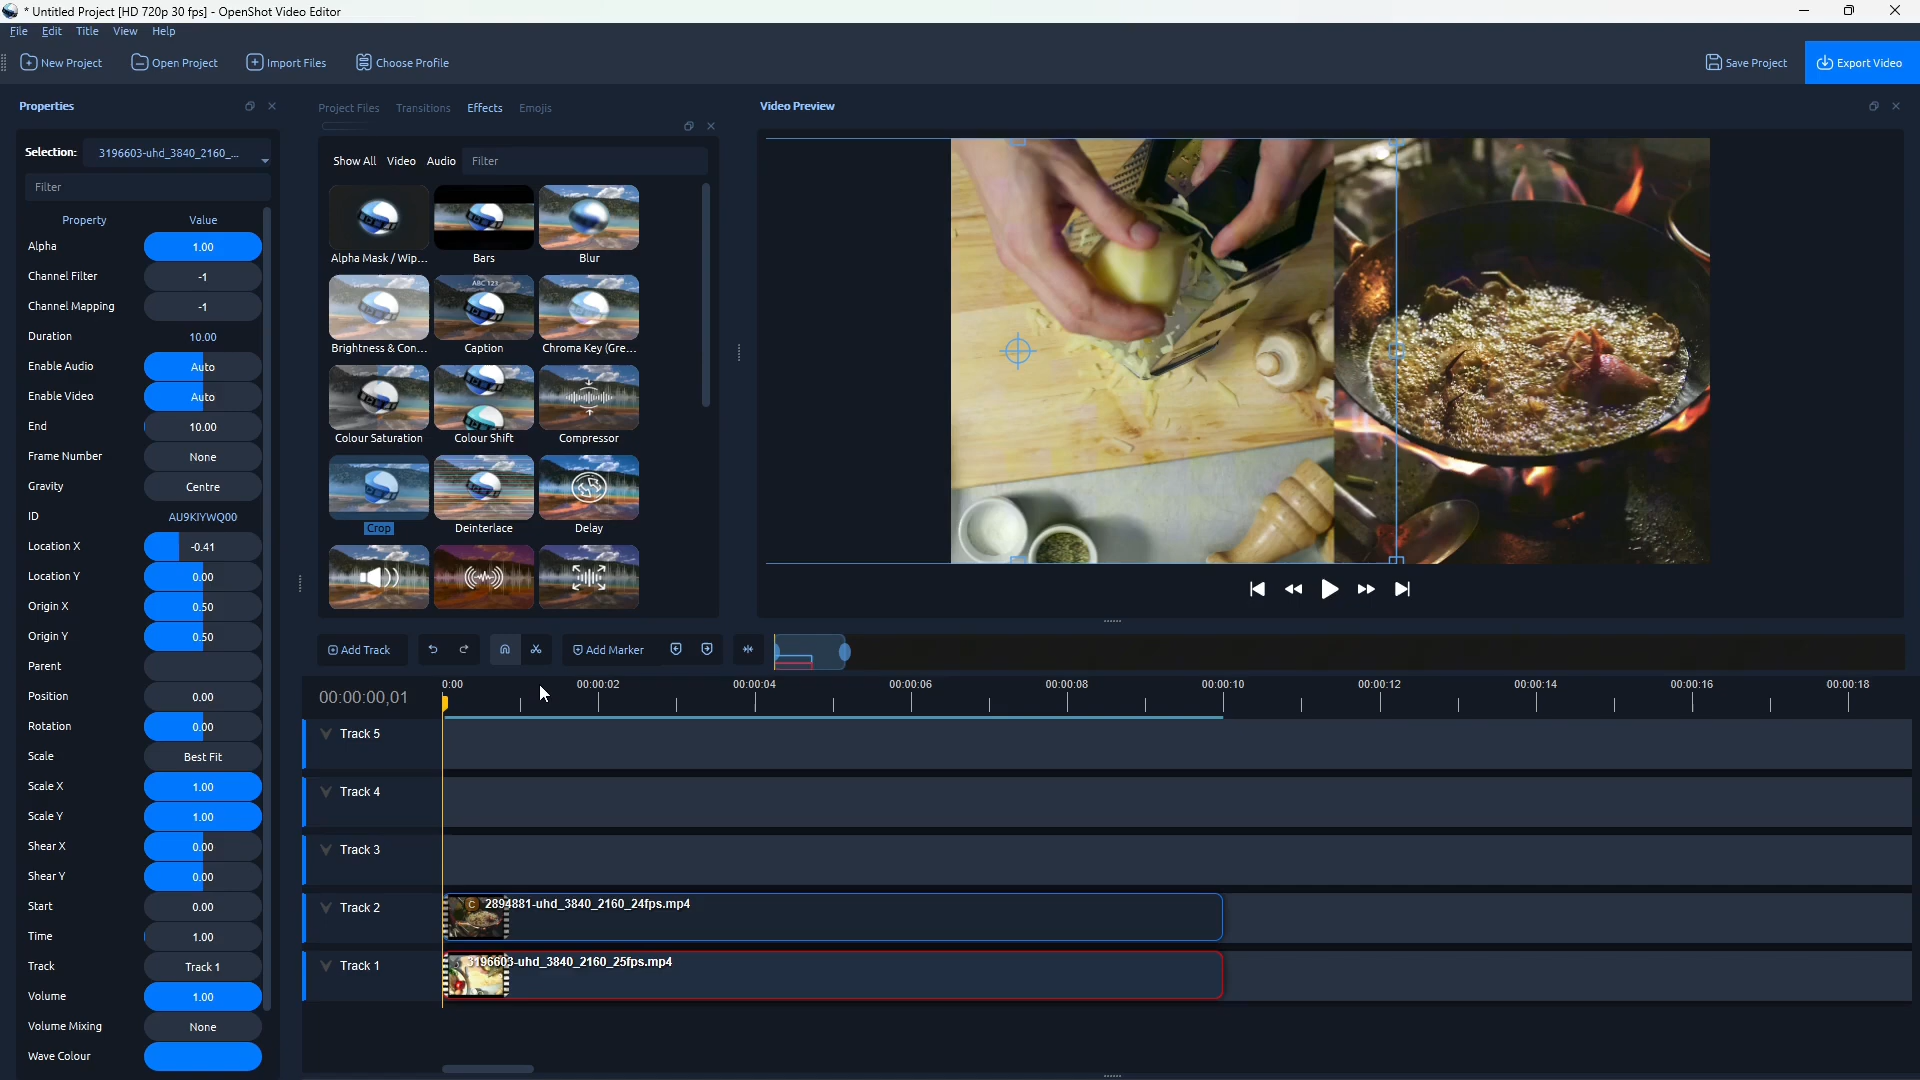 * Untitled Project [HD 720p 30 fps] - OpenShot Video Editor
File Edit Title View Help
New Project Open Project Import Files Choose Profile Save Project Export Video
Properties
Selection: 3196603-uhd_3840_2160_...
Filter
Property Value
Alpha 1.00
Channel Filter -1
Channel Mapping -1
Duration 10.00
Enable Audio Auto
Enable Video Auto
End 10.00
Frame Number None
Gravity Centre
ID AU9KIYWQ00
Location X -0.41
Location Y 0.00
Origin X 0.50
Origin Y 0.50
Parent
Position 0.00
Rotation 0.00
Scale Best Fit
Scale X 1.00
Scale Y 1.00
Shear X 0.00
Shear Y 0.00
Start 0.00
Time 1.00
Track Track 1
Volume 1.00
Volume Mixing None
Wave Colour
Project Files Transitions Effects Emojis
Show All Video Audio Filter
Alpha Mask / Wip... Bars Blur
ABC 123
Brightness & Con... Caption Chroma Key (Gre...
Colour Saturation Colour Shift Compressor
Crop Deinterlace Delay
Video Preview
Add Track Add Marker
00:00:00,01 0:00 00:00:02 00:00:04 00:00:06 00:00:08 00:00:10 00:00:12 00:00:14 00:00:16 00:00:18
Track 5
Track 4
Track 3
Track 2 C 2894881-uhd_3840_2160_24fps.mp4
Track 1 3196603-uhd_3840_2160_25fps.mp4